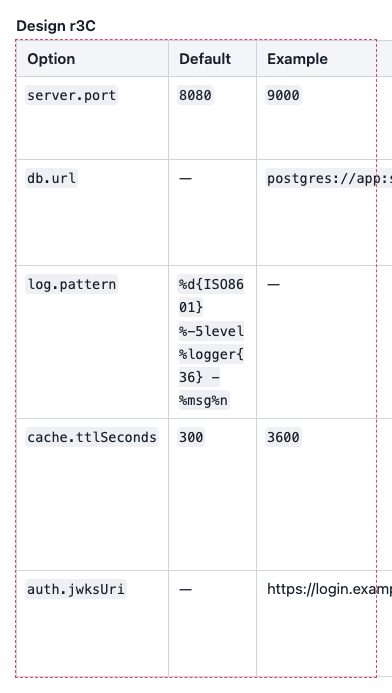 Design r3C
Option Default Example
server.port 8080 9000
db.url — postgres://app:
log.pattern %d{ISO86 —
01}
%-5level
%logger{
36} -
%msg%n
cache.ttlSeconds 300 3600
auth.jwksUri — https://login.exam